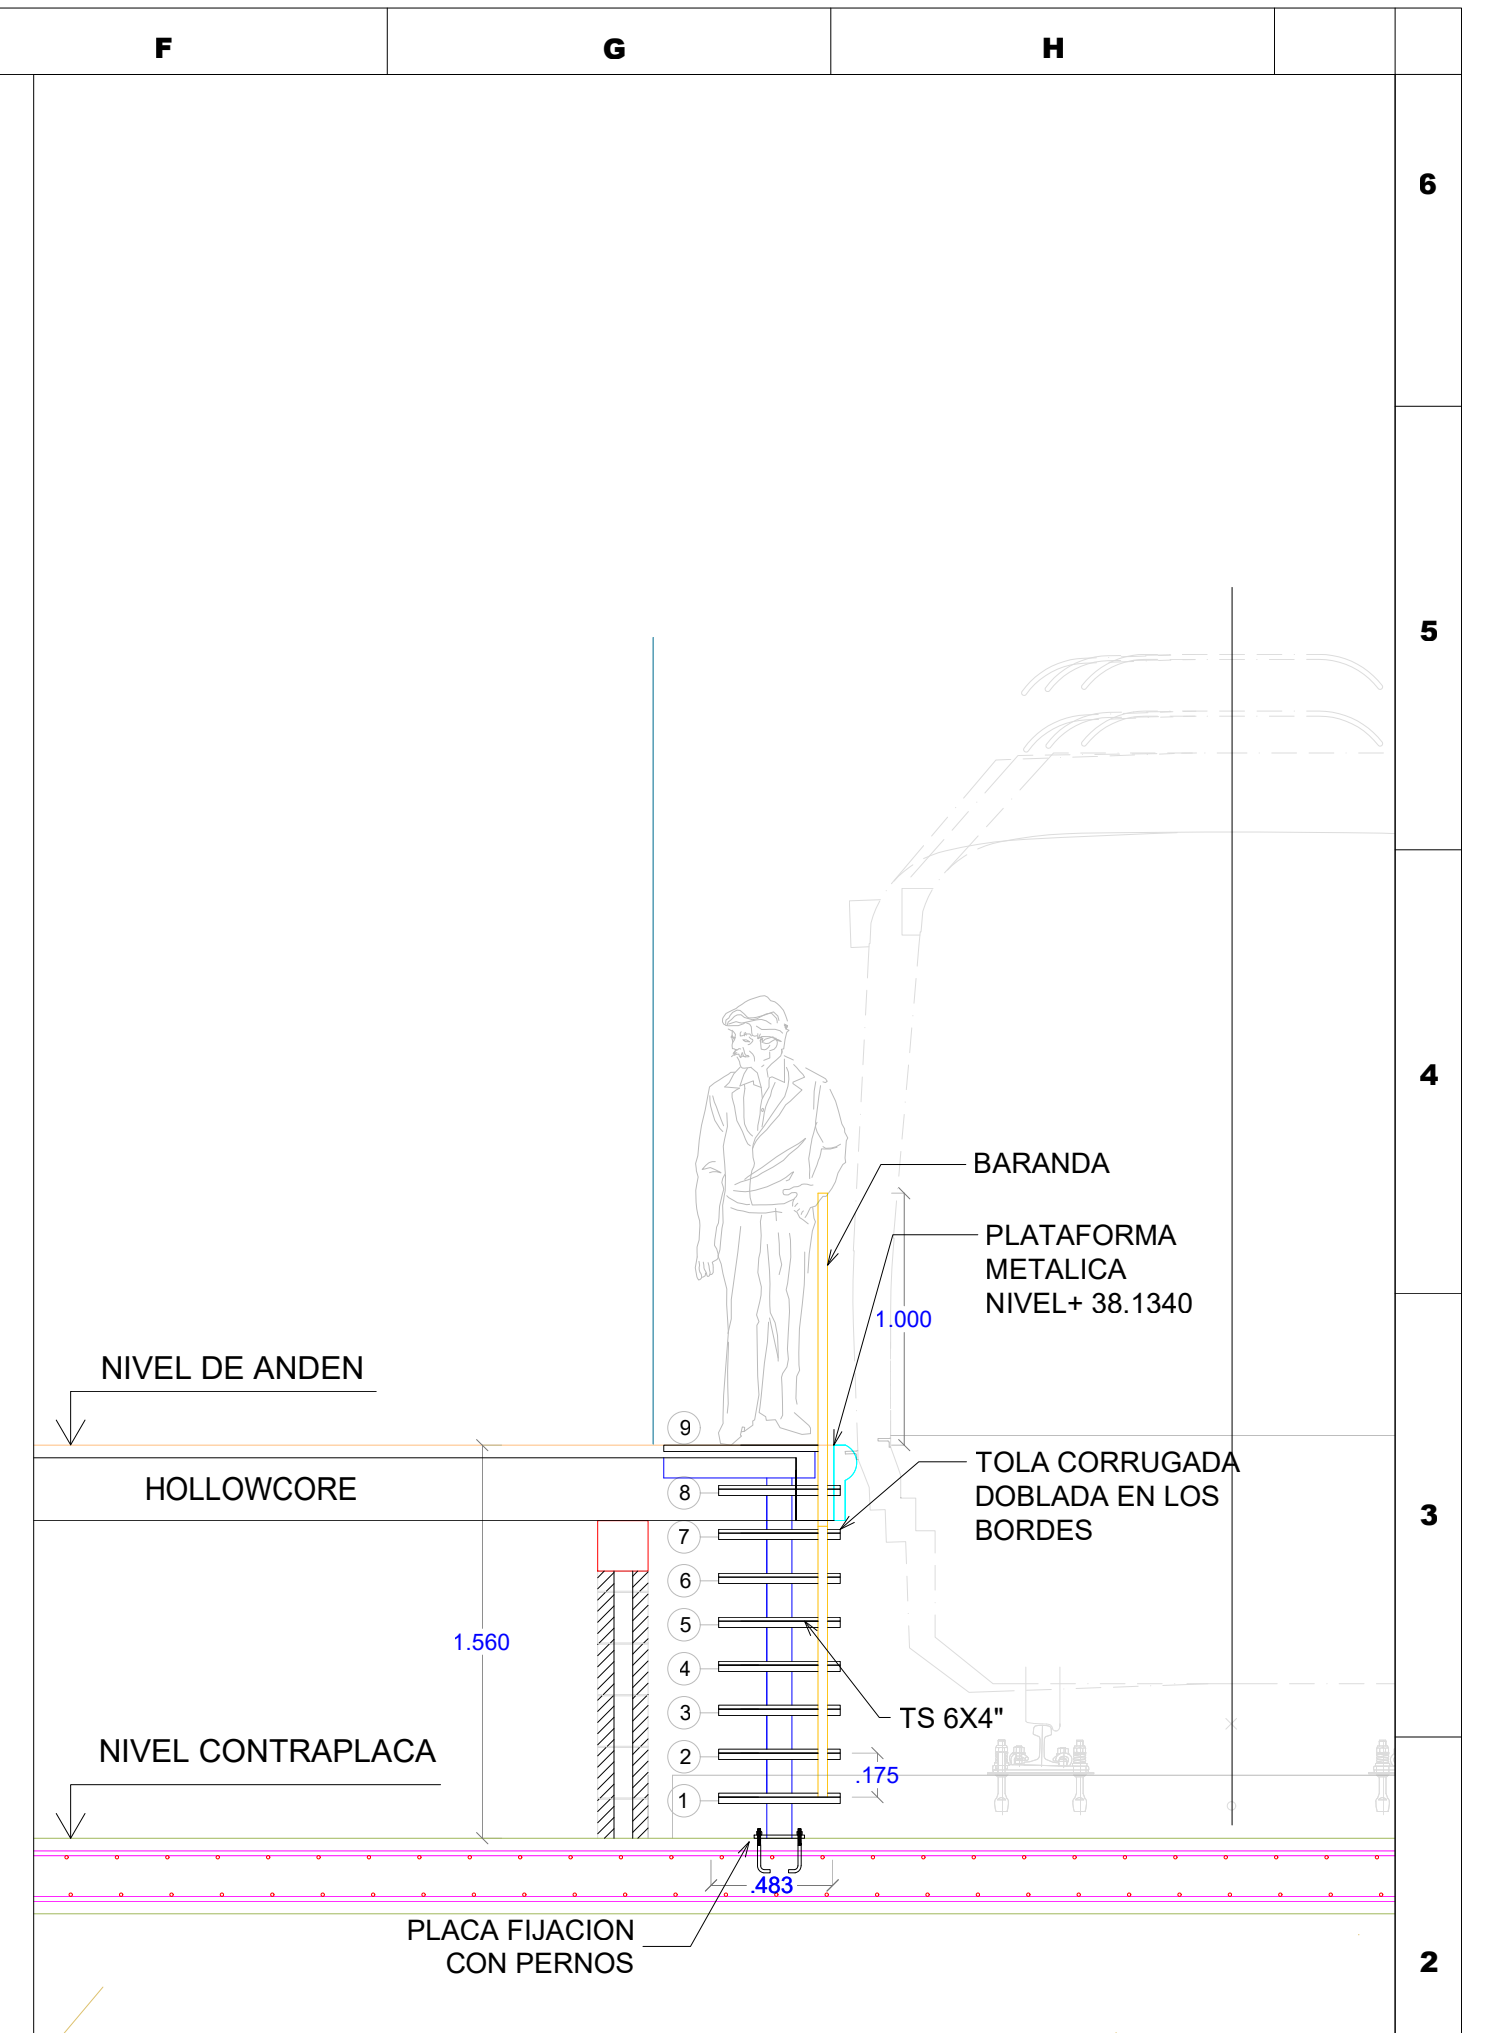 F
G
H
6
5
4
BARANDA
PLATAFORMA
METALICA
NIVEL+ 38.1340
1.000
NIVEL DE ANDEN
9
TOLA CORRUGADA
DOBLADA EN LOS
BORDES
HOLLOWCORE
8
3
7
6
5
1.560
4
3
TS 6X4"
NIVEL CONTRAPLACA
2
.175
1
.483
PLACA FIJACION
CON PERNOS
2